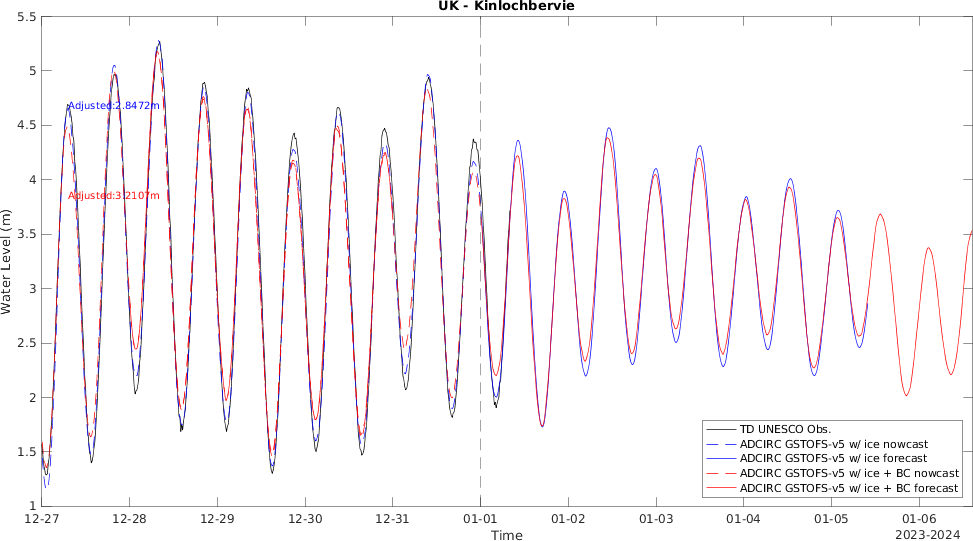 UK - Kinlochbervie
5.5
5
4.5
4
3.5
3
2.5
2
1.5
1
Water Level (m)
Adjusted:2.8472m
Adjusted:3.2107m
TD UNESCO Obs.
ADCIRC GSTOFS-v5 w/ ice nowcast
ADCIRC GSTOFS-v5 w/ ice forecast
ADCIRC GSTOFS-v5 w/ ice + BC nowcast
ADCIRC GSTOFS-v5 w/ ice + BC forecast
12-27 12-28 12-29 12-30 12-31 01-01 01-02 01-03 01-04 01-05 01-06
Time
2023-2024